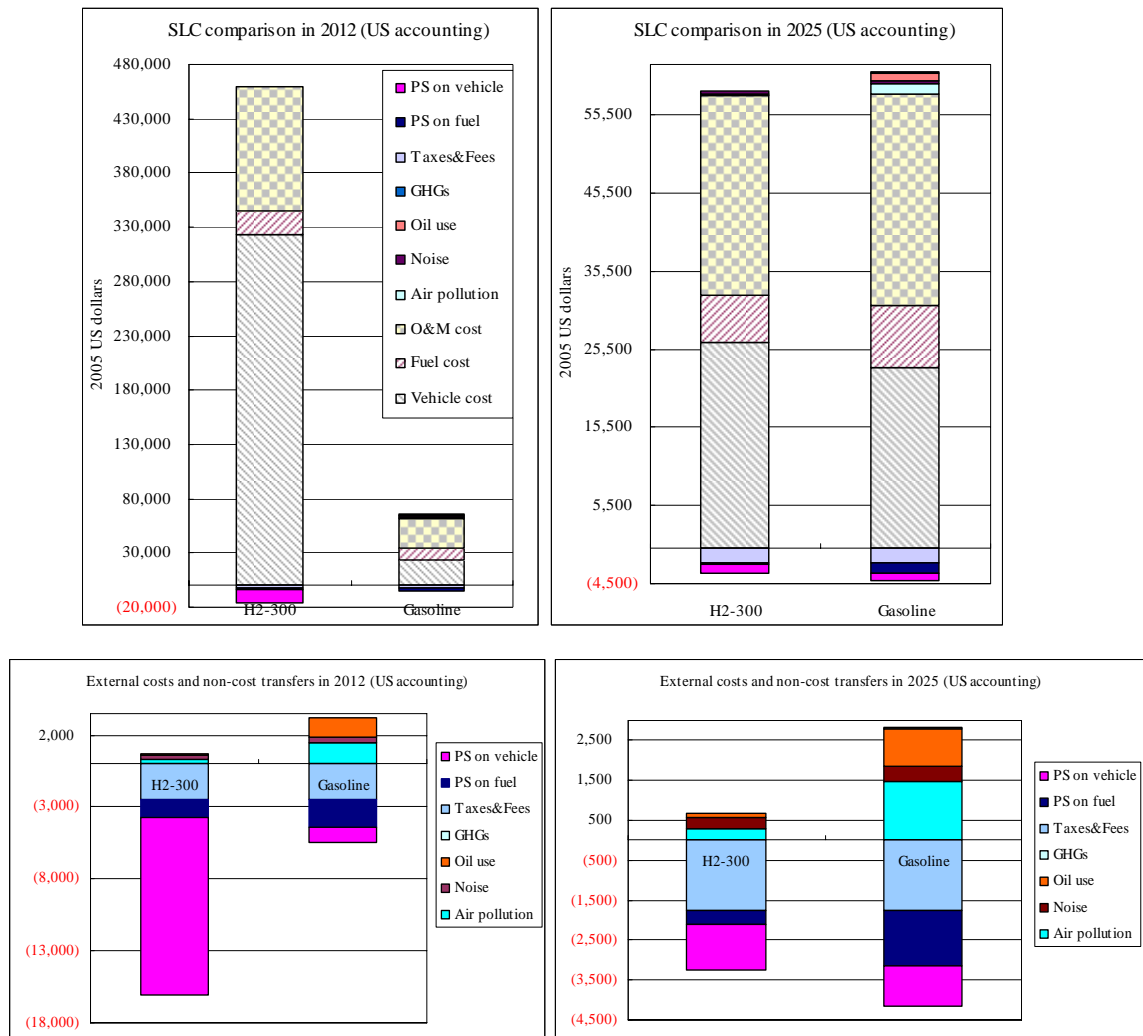 SLC comparison in 2012 (US accounting)
2005 US dollars
480,000
430,000
380,000
330,000
280,000
230,000
180,000
130,000
80,000
30,000
(20,000)
H2-300
Gasoline
PS on vehicle
PS on fuel
Taxes&Fees
GHGs
Oil use
Noise
Air pollution
O&M cost
Fuel cost
Vehicle cost
SLC comparison in 2025 (US accounting)
2005 US dollars
55,500
45,500
35,500
25,500
15,500
5,500
(4,500)
H2-300
Gasoline
External costs and non-cost transfers in 2012 (US accounting)
2,000
(3,000)
(8,000)
(13,000)
(18,000)
H2-300
Gasoline
PS on vehicle
PS on fuel
Taxes&Fees
GHGs
Oil use
Noise
Air pollution
External costs and non-cost transfers in 2025 (US accounting)
2,500
1,500
500
(500)
(1,500)
(2,500)
(3,500)
(4,500)
H2-300
Gasoline
PS on vehicle
PS on fuel
Taxes&Fees
GHGs
Oil use
Noise
Air pollution